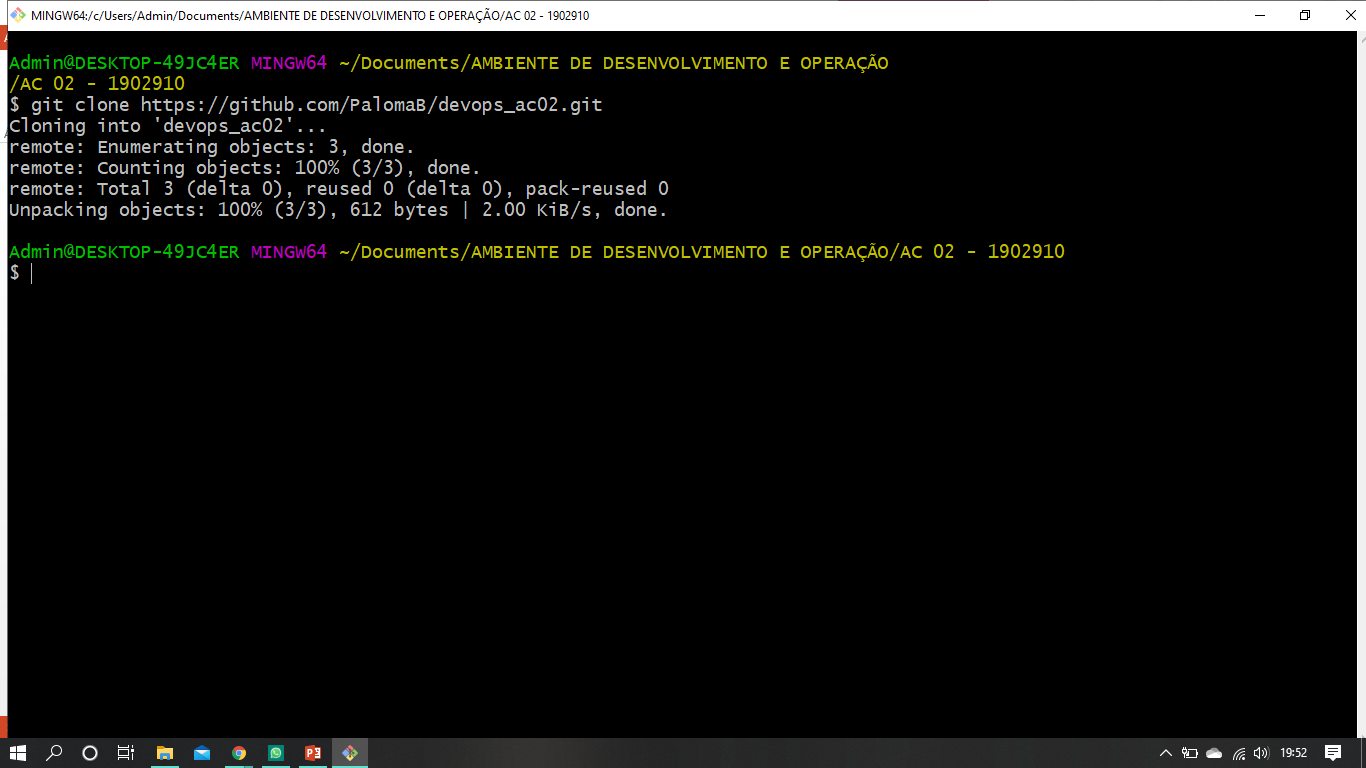 MINGW64:/c/Users/Admin/Documents/AMBIENTE DE DESENVOLVIMENTO E OPERAÇÃO/AC 02 - 1902910
Admin@DESKTOP-49JC4ER MINGW64 ~/Documents/AMBIENTE DE DESENVOLVIMENTO E OPERAÇÃO
/AC 02 - 1902910
$ git clone https://github.com/PalomaB/devops_ac02.git
Cloning into 'devops_ac02'...
remote: Enumerating objects: 3, done.
remote: Counting objects: 100% (3/3), done.
remote: Total 3 (delta 0), reused 0 (delta 0), pack-reused 0
Unpacking objects: 100% (3/3), 612 bytes | 2.00 KiB/s, done.
Admin@DESKTOP-49JC4ER MINGW64 ~/Documents/AMBIENTE DE DESENVOLVIMENTO E OPERAÇÃO/AC 02 - 1902910
$
19:52